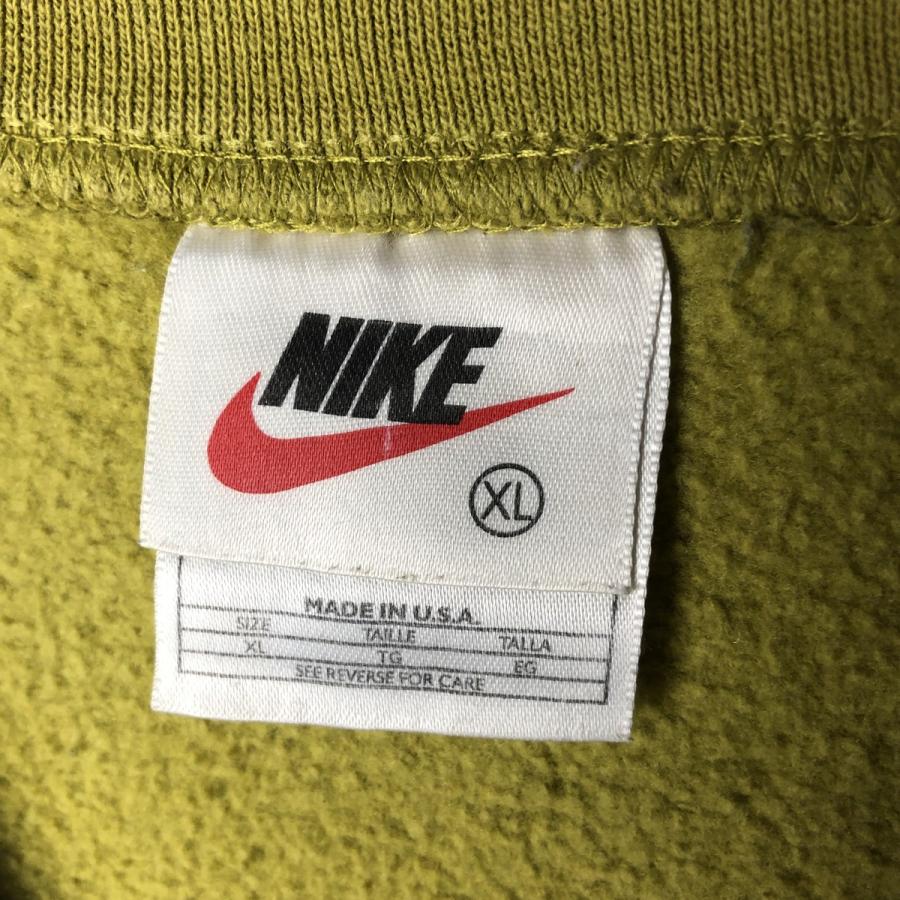 NIKE
XL
MADE IN U.S.A.
SIZE TAILLE TALLA
XL TG EG
SEE REVERSE FOR CARE